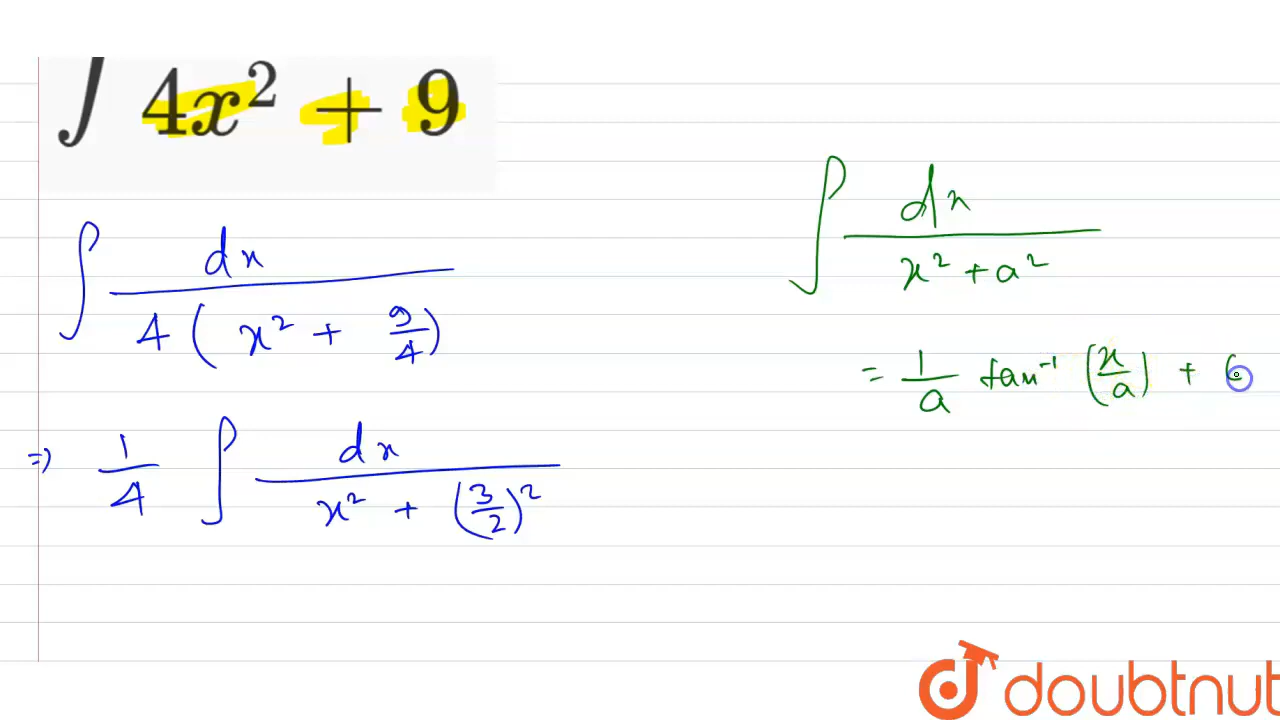 ∫ 4x² + 9
∫ dx / 4 ( x² + 9/4 )
⇒ 1/4 ∫ dx / x² + (3/2)²
∫ dx / x² + a²
= 1/a tan⁻¹ (x/a) +
doubtnut